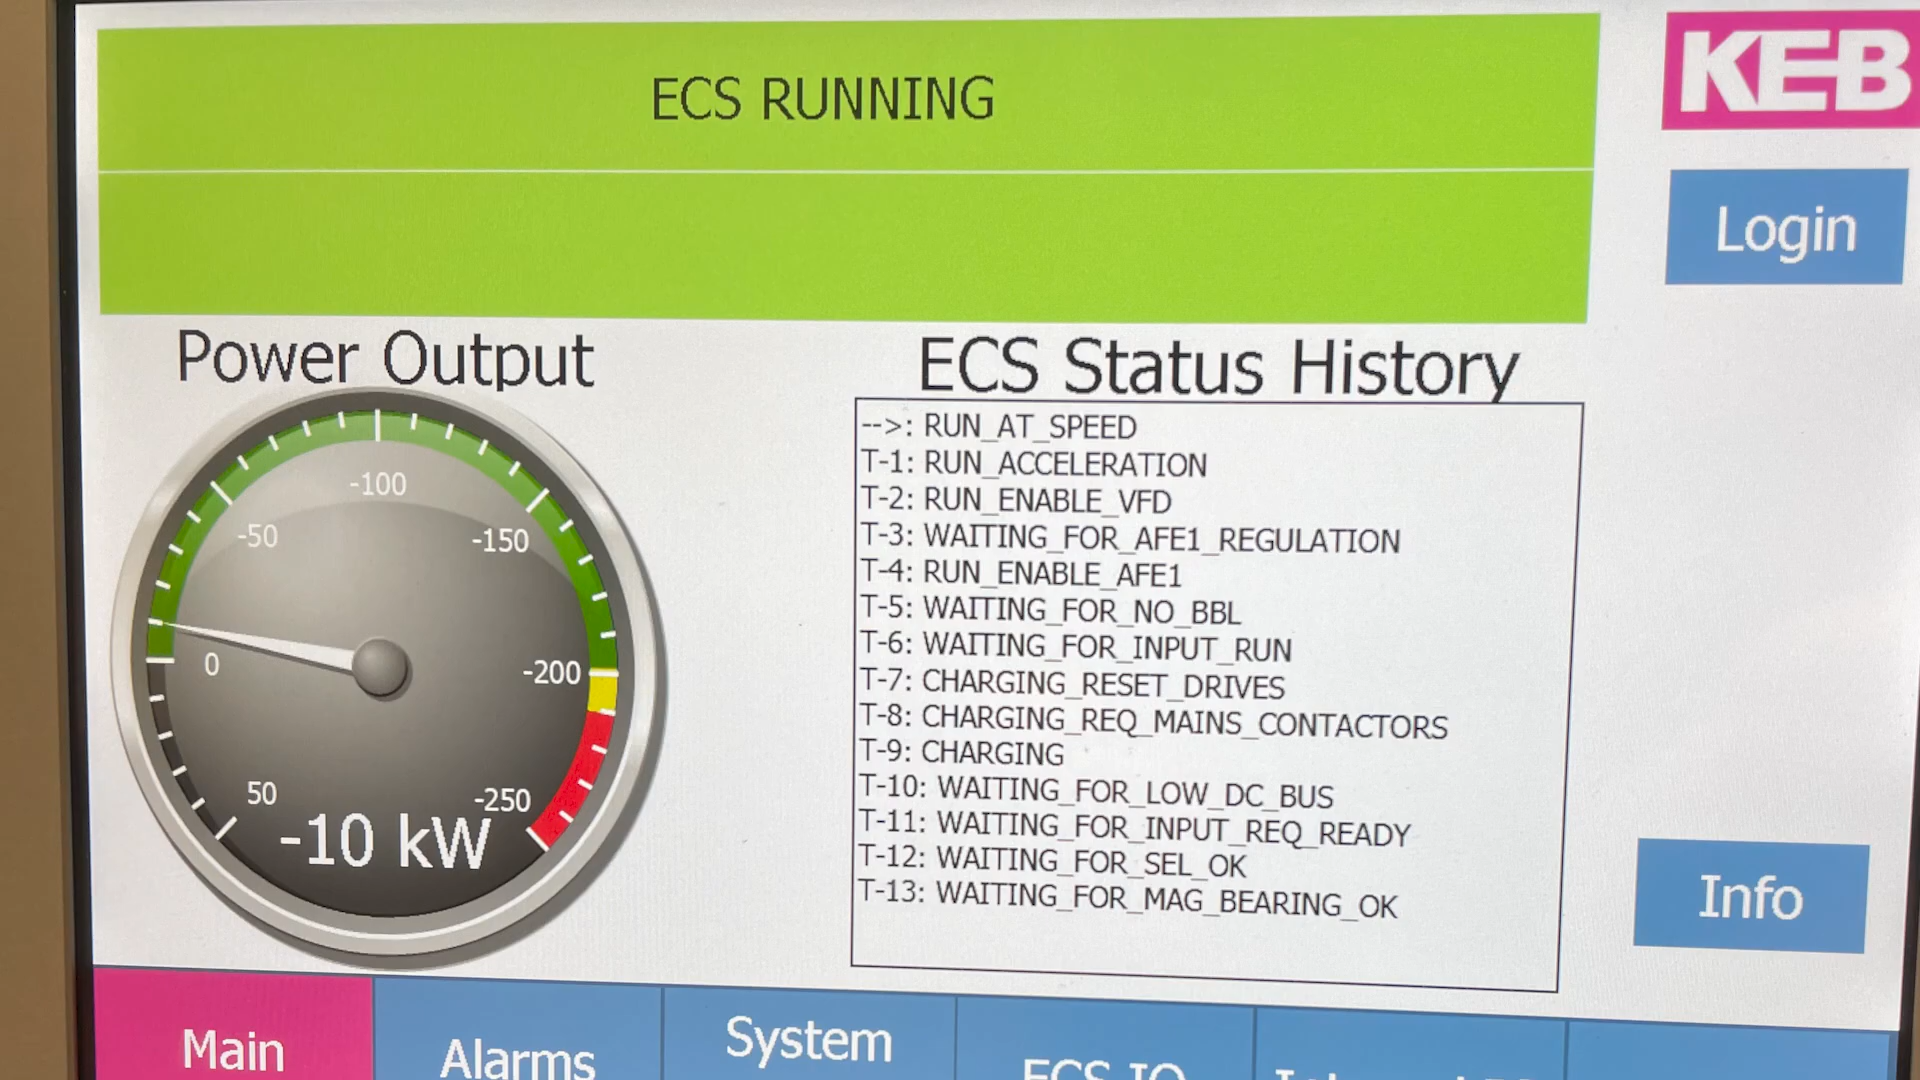 ECS RUNNING
KEB
Login
Power Output
-100
-50
-150
0
-200
50
-250
-10 kW
ECS Status History
-->: RUN_AT_SPEED
T-1: RUN_ACCELERATION
T-2: RUN_ENABLE_VFD
T-3: WAITING_FOR_AFE1_REGULATION
T-4: RUN_ENABLE_AFE1
T-5: WAITING_FOR_NO_BBL
T-6: WAITING_FOR_INPUT_RUN
T-7: CHARGING_RESET_DRIVES
T-8: CHARGING_REQ_MAINS_CONTACTORS
T-9: CHARGING
T-10: WAITING_FOR_LOW_DC_BUS
T-11: WAITING_FOR_INPUT_REQ_READY
T-12: WAITING_FOR_SEL_OK
T-13: WAITING_FOR_MAG_BEARING_OK
Info
Main
Alarms
System
ECS IO